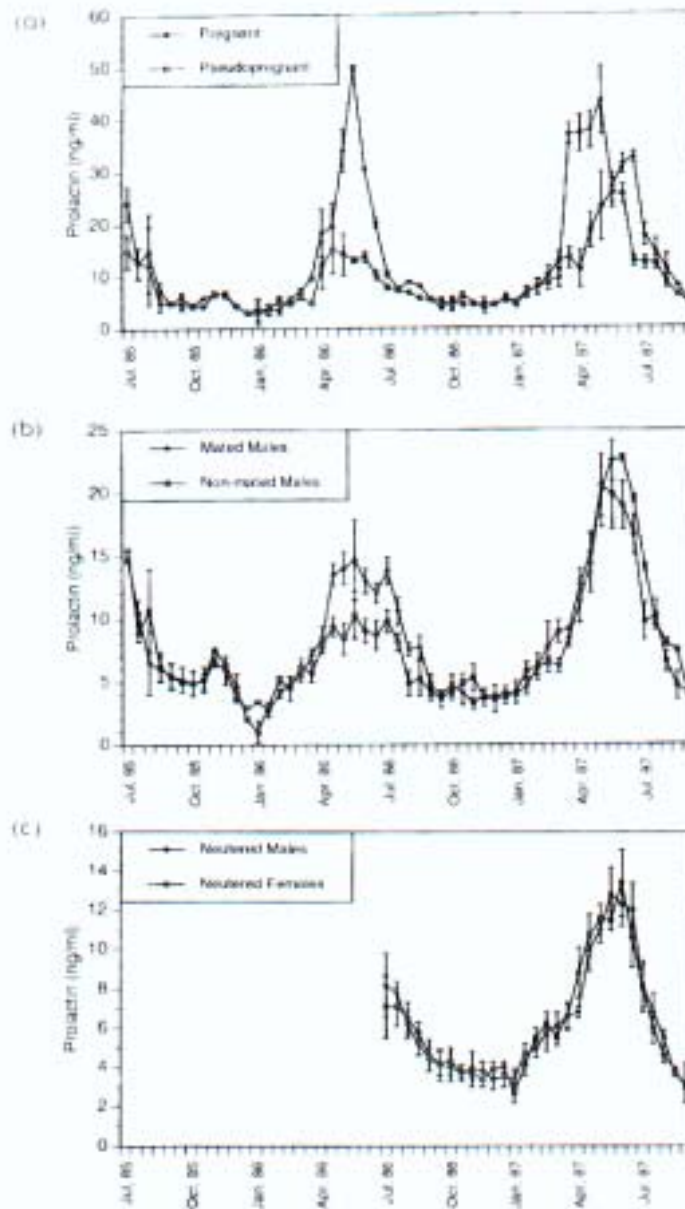 (a)
60
50
40
30
20
10
0
Prolactin (ng/ml)
Pregnant
Pseudopregnant
Jul. 85
Oct. 85
Jan. 86
Apr. 86
Jul. 86
Oct. 86
Jan. 87
Apr. 87
Jul. 87
(b)
25
20
15
10
5
0
Prolactin (ng/ml)
Mated Males
Non-mated Males
Jul. 85
Oct. 85
Jan. 86
Apr. 86
Jul. 86
Oct. 86
Jan. 87
Apr. 87
Jul. 87
(c)
16
14
12
10
8
6
4
2
0
Prolactin (ng/ml)
Neutered Males
Neutered Females
Jul. 85
Oct. 85
Jan. 86
Apr. 86
Jul. 86
Oct. 86
Jan. 87
Apr. 87
Jul. 87